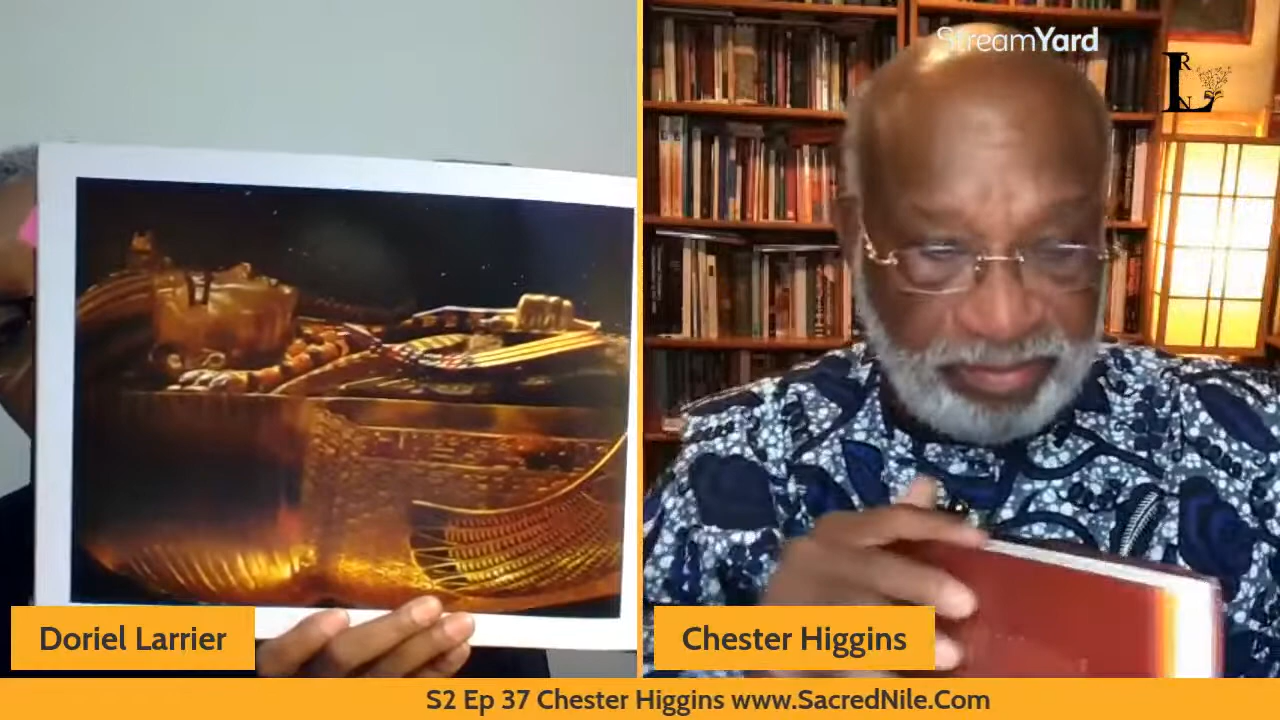 StreamYard
L
R
N
Doriel Larrier
Chester Higgins
S2 Ep 37 Chester Higgins www.SacredNile.Com